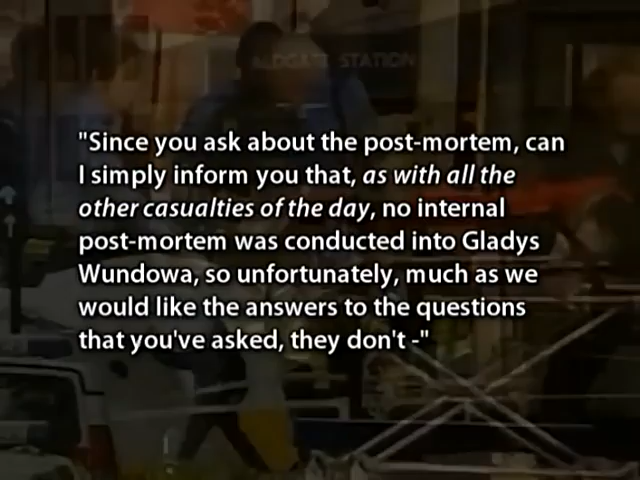 ALDGATE STATION
"Since you ask about the post-mortem, can
I simply inform you that, as with all the
other casualties of the day, no internal
post-mortem was conducted into Gladys
Wundowa, so unfortunately, much as we
would like the answers to the questions
that you've asked, they don't -"